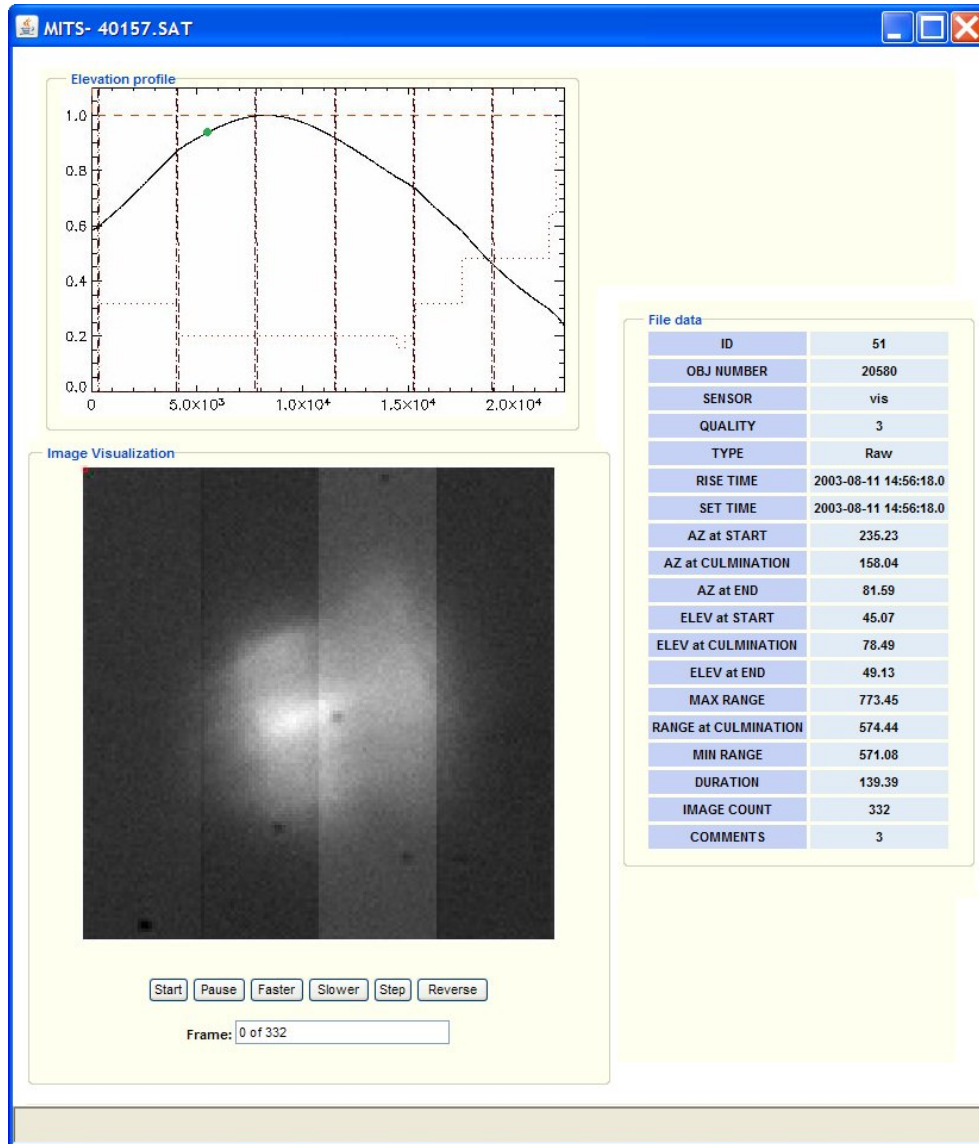 MITS- 40157.SAT
Elevation profile
1.0
0.8
0.6
0.4
0.2
0.0
0 5.0×10³ 1.0×10⁴ 1.5×10⁴ 2.0×10⁴
Image Visualization
Start Pause Faster Slower Step Reverse
Frame: 0 of 332
File data
ID 51
OBJ NUMBER 20580
SENSOR vis
QUALITY 3
TYPE Raw
RISE TIME 2003-08-11 14:56:18.0
SET TIME 2003-08-11 14:56:18.0
AZ at START 235.23
AZ at CULMINATION 158.04
AZ at END 81.59
ELEV at START 45.07
ELEV at CULMINATION 78.49
ELEV at END 49.13
MAX RANGE 773.45
RANGE at CULMINATION 574.44
MIN RANGE 571.08
DURATION 139.39
IMAGE COUNT 332
COMMENTS 3